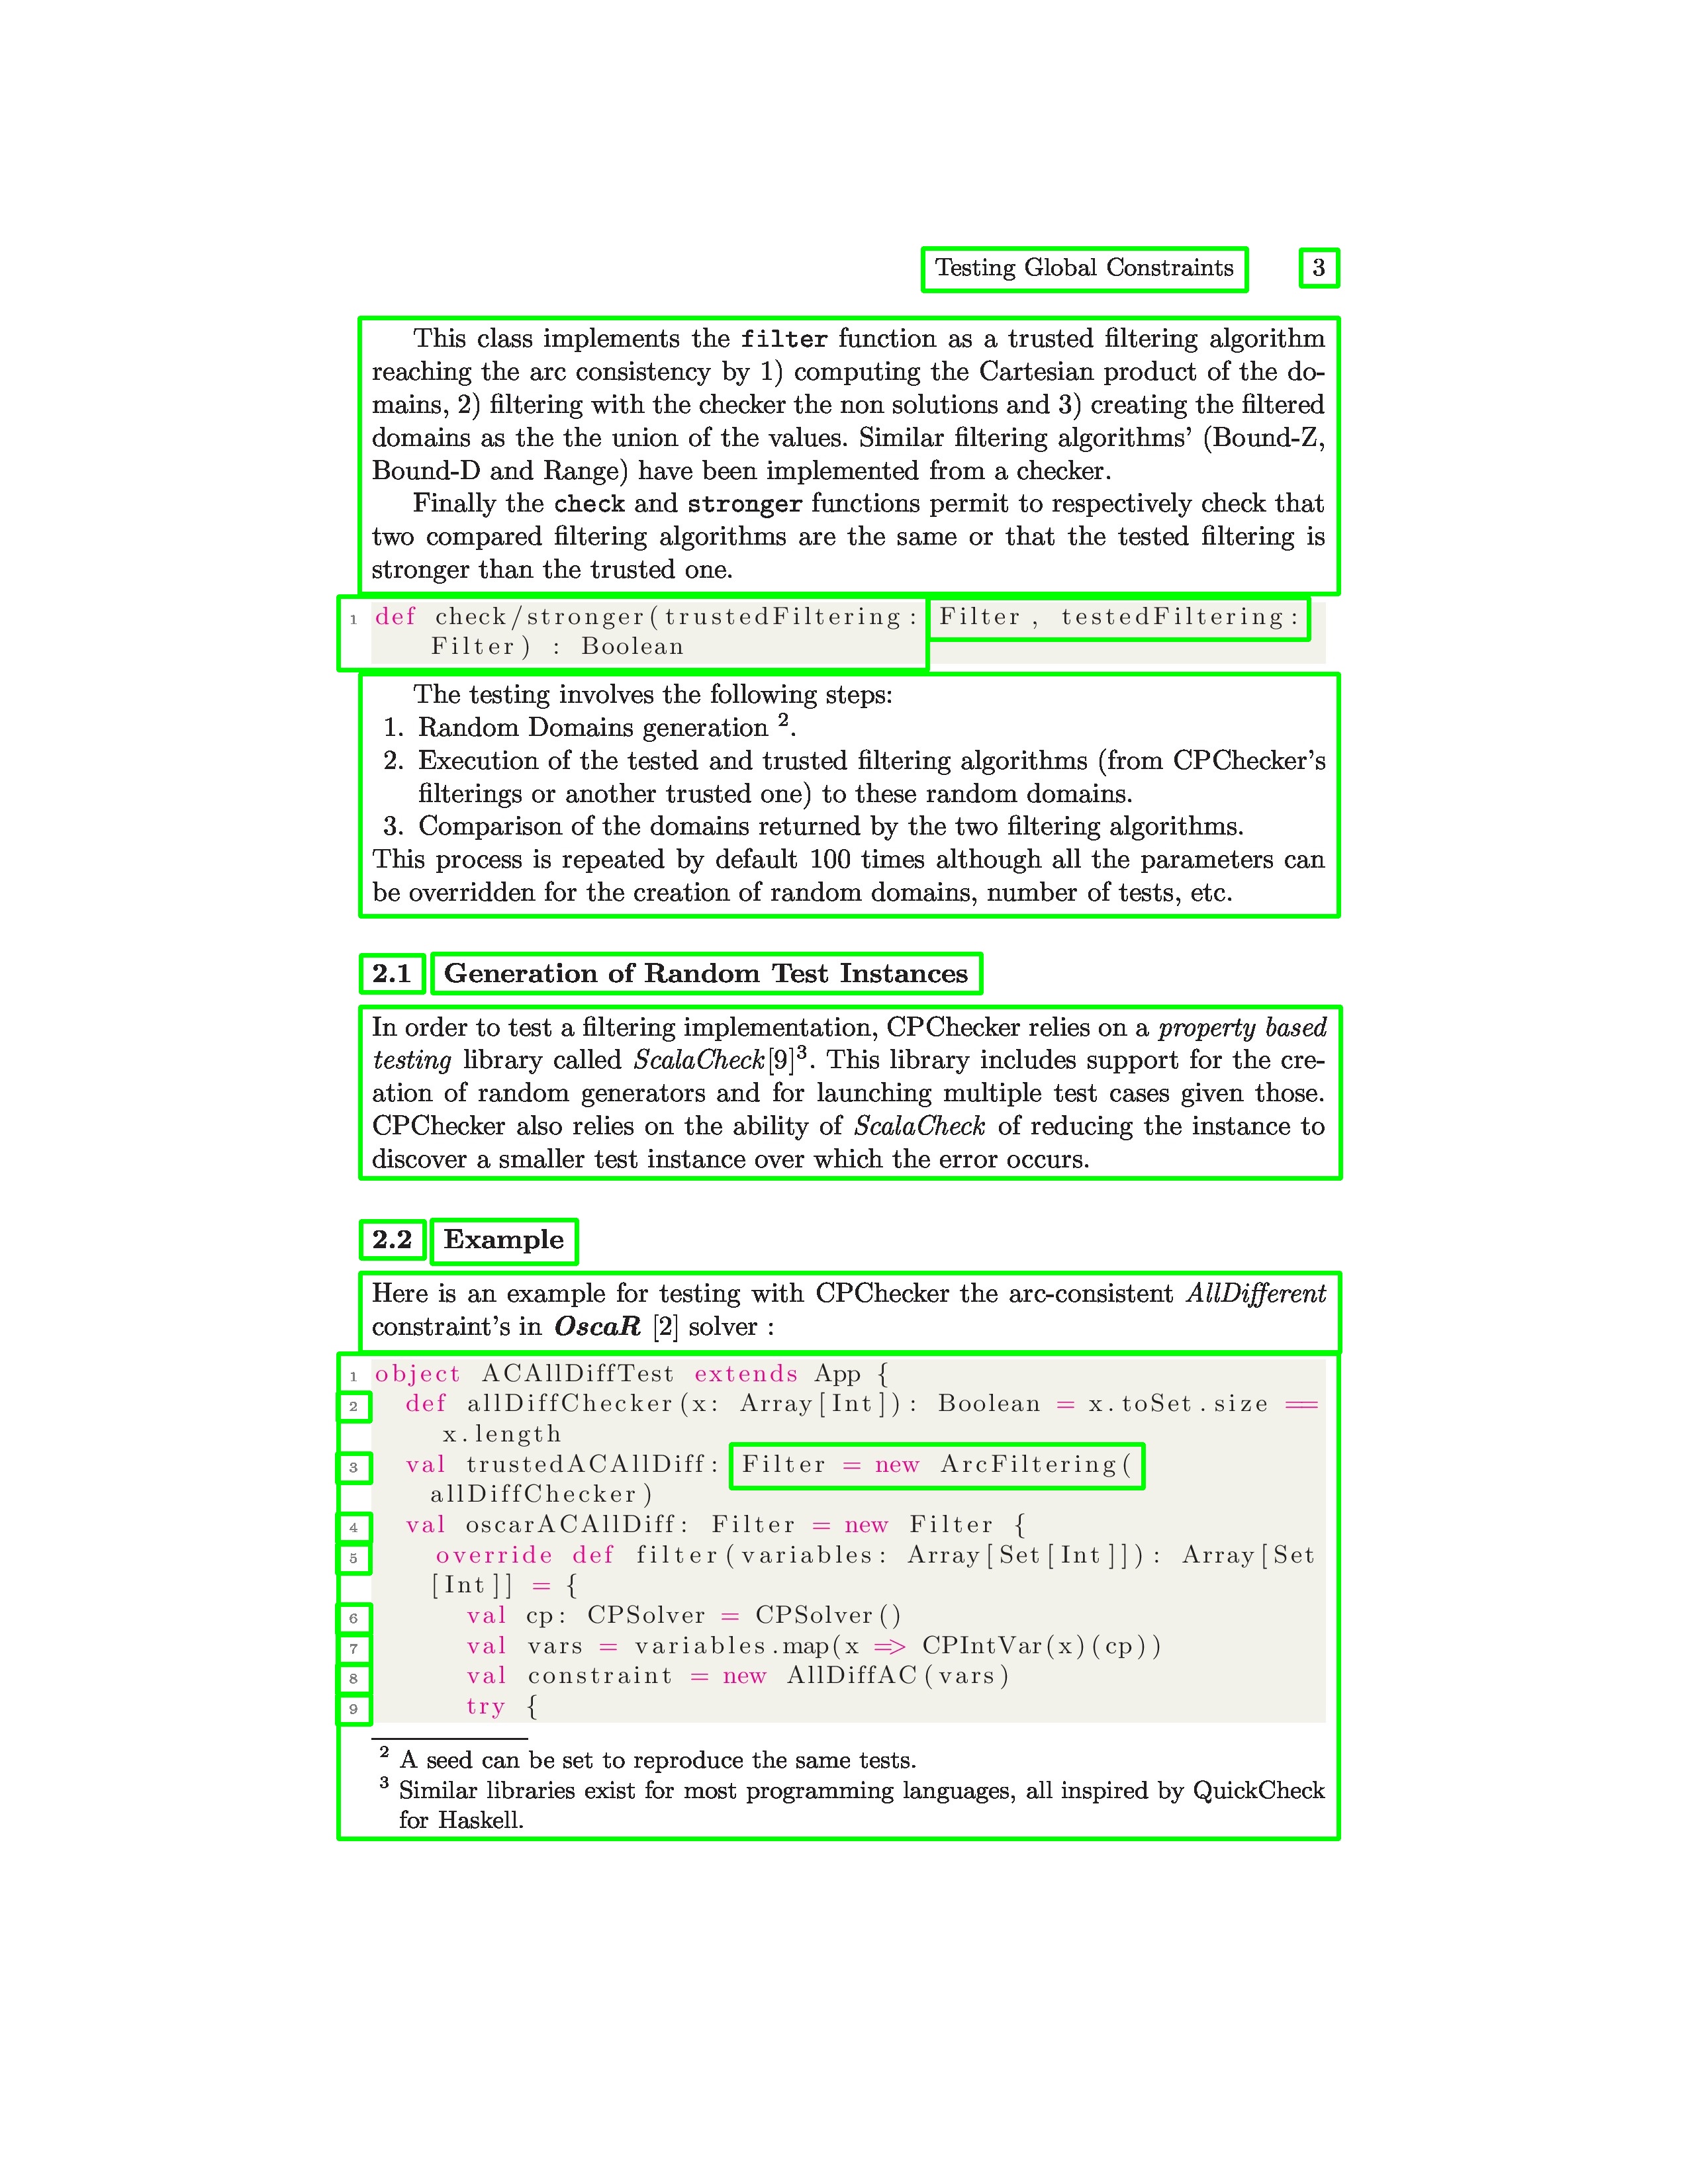 Testing Global Constraints 3
This class implements the filter function as a trusted filtering algorithm
reaching the arc consistency by 1) computing the Cartesian product of the do-
mains, 2) filtering with the checker the non solutions and 3) creating the filtered
domains as the the union of the values. Similar filtering algorithms' (Bound-Z,
Bound-D and Range) have been implemented from a checker.
Finally the check and stronger functions permit to respectively check that
two compared filtering algorithms are the same or that the tested filtering is
stronger than the trusted one.
1 def check/stronger(trustedFiltering: Filter, testedFiltering:
Filter) : Boolean
The testing involves the following steps:
1. Random Domains generation 2.
2. Execution of the tested and trusted filtering algorithms (from CPChecker's
filterings or another trusted one) to these random domains.
3. Comparison of the domains returned by the two filtering algorithms.
This process is repeated by default 100 times although all the parameters can
be overridden for the creation of random domains, number of tests, etc.
2.1 Generation of Random Test Instances
In order to test a filtering implementation, CPChecker relies on a property based
testing library called ScalaCheck[9]3. This library includes support for the cre-
ation of random generators and for launching multiple test cases given those.
CPChecker also relies on the ability of ScalaCheck of reducing the instance to
discover a smaller test instance over which the error occurs.
2.2 Example
Here is an example for testing with CPChecker the arc-consistent AllDifferent
constraint's in OscaR [2] solver :
1 object ACAllDiffTest extends App {
2 def allDiffChecker(x: Array[Int]): Boolean = x.toSet.size ==
x.length
3 val trustedACAllDiff: Filter = new ArcFiltering(
allDiffChecker)
4 val oscarACAllDiff: Filter = new Filter {
5 override def filter(variables: Array[Set[Int]]): Array[Set
[Int]] = {
6 val cp: CPSolver = CPSolver()
7 val vars = variables.map(x => CPIntVar(x)(cp))
8 val constraint = new AllDiffAC(vars)
9 try {
2 A seed can be set to reproduce the same tests.
3 Similar libraries exist for most programming languages, all inspired by QuickCheck
for Haskell.